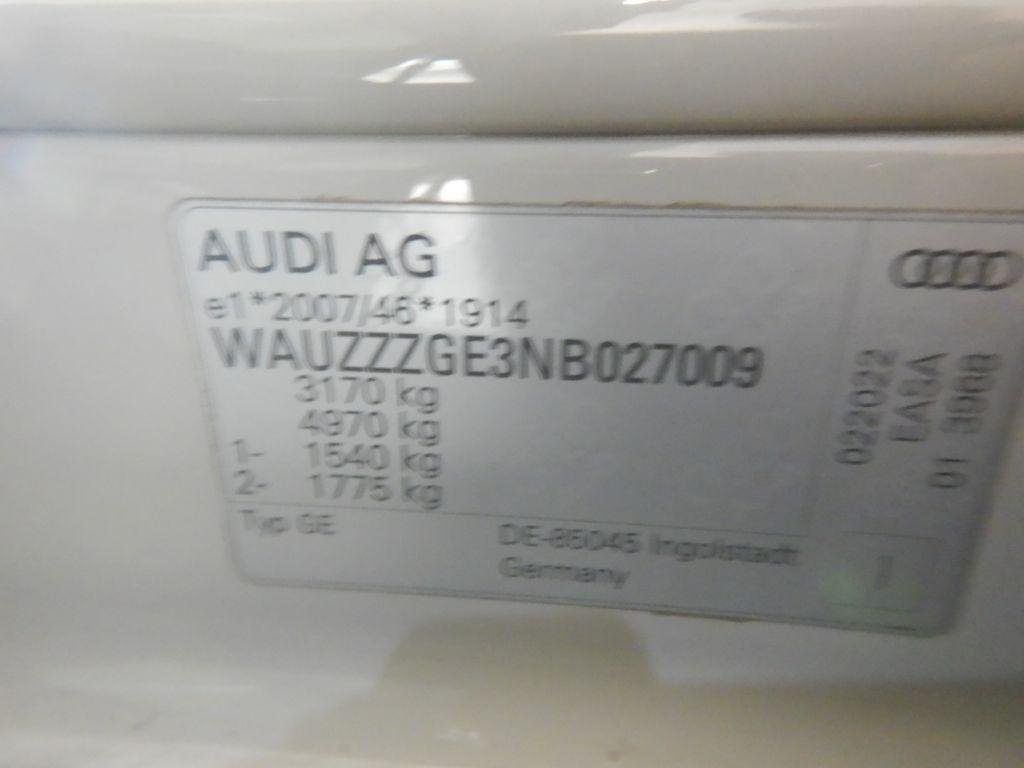 AUDI AG
e1*2007/46*1914
WAUZZZGE3NB027009
3170 kg
4970 kg
1- 1540 kg
2- 1775 kg
Typ GE
DE-85045 Ingolstadt
Germany
022022
EA8A
01